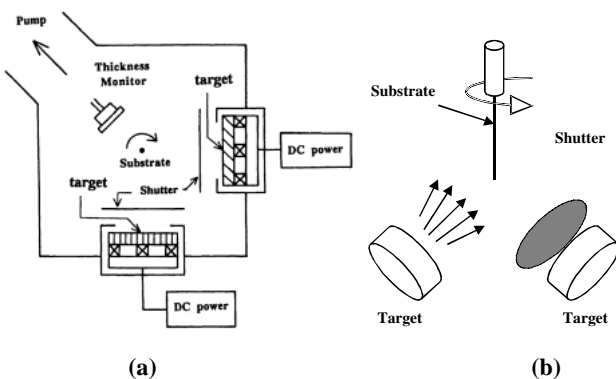 Pump
Thickness
Monitor
target
DC power
Substrate
target
Shutter
DC power
(a)
Substrate
Shutter
Target
Target
(b)